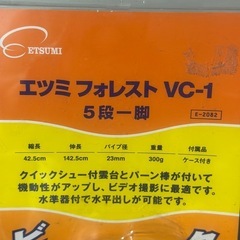 ETSUMI
エツミ フォレスト VC-1
5段一脚
E-2082
縮長 伸長 パイプ径 重量 付属品
42.5cm 142.5cm 23mm 300g ケース付き
クイックシュー付雲台とパーン棒が付いて
機動性がアップし、ビデオ撮影に最適です。
水準器付で水平出しが可能です。